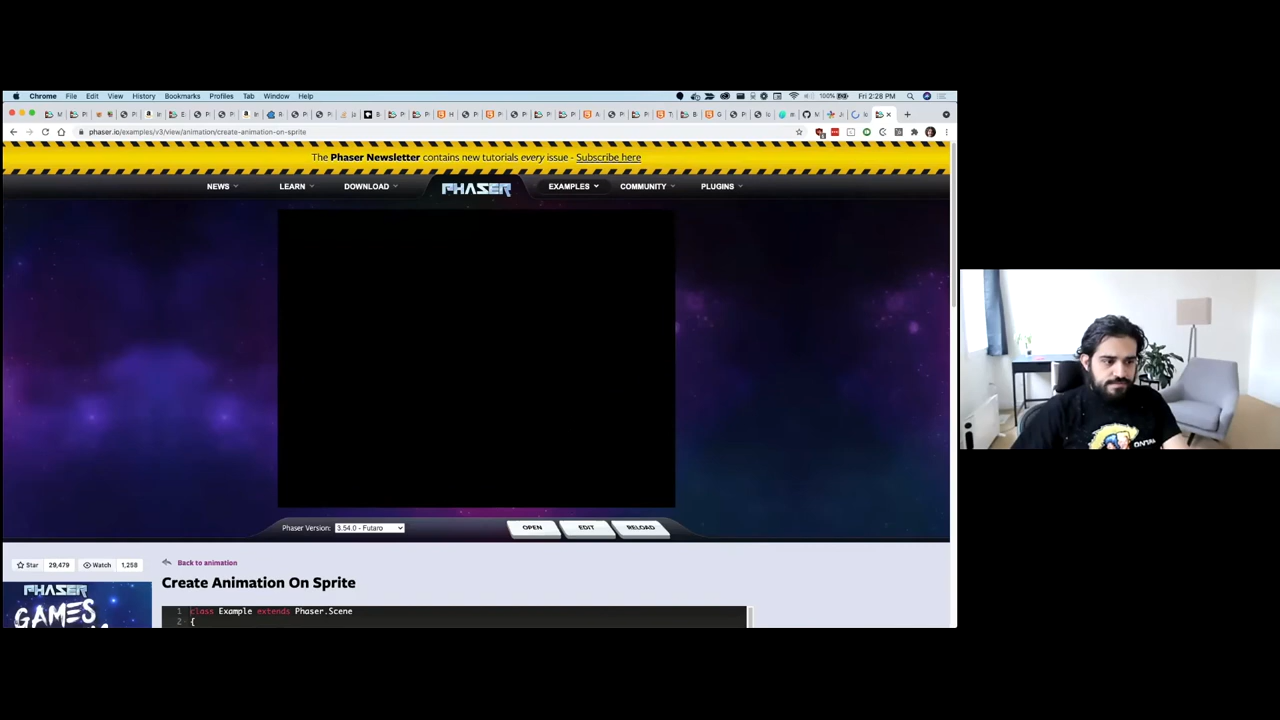 Chrome File Edit View History Bookmarks Profiles Tab Window Help
100% Fri 2:28 PM
phaser.io/examples/v3/view/animation/create-animation-on-sprite
The Phaser Newsletter contains new tutorials every issue - Subscribe here
NEWS LEARN DOWNLOAD PHASER EXAMPLES COMMUNITY PLUGINS
Phaser Version: 3.54.0 - Futaro OPEN EDIT RELOAD
Star 29,479 Watch 1,258
Back to animation
Create Animation On Sprite
PHASER
GAMES
1 class Example extends Phaser.Scene
2 {